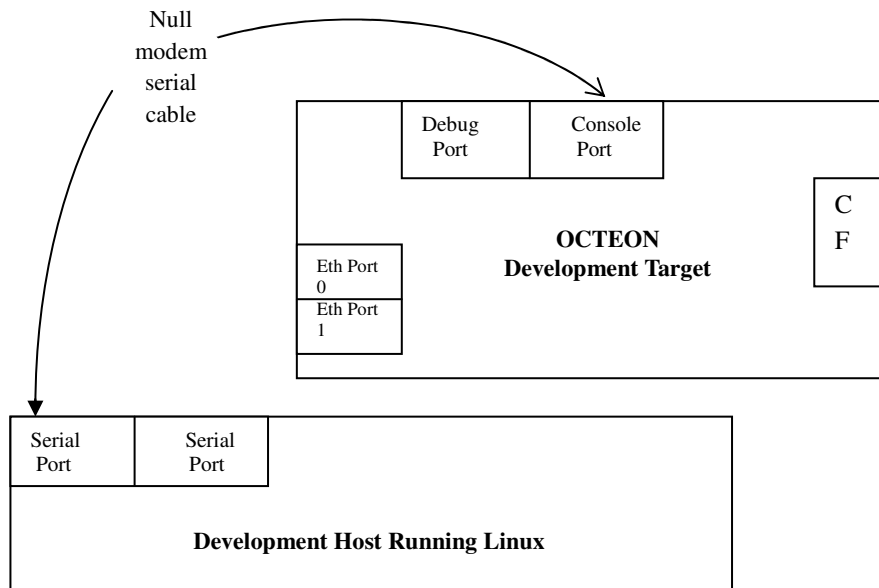 Null
modem
serial
cable
Debug
Port
Console
Port
C
F
OCTEON
Development Target
Eth Port
0
Eth Port
1
Serial
Port
Serial
Port
Development Host Running Linux